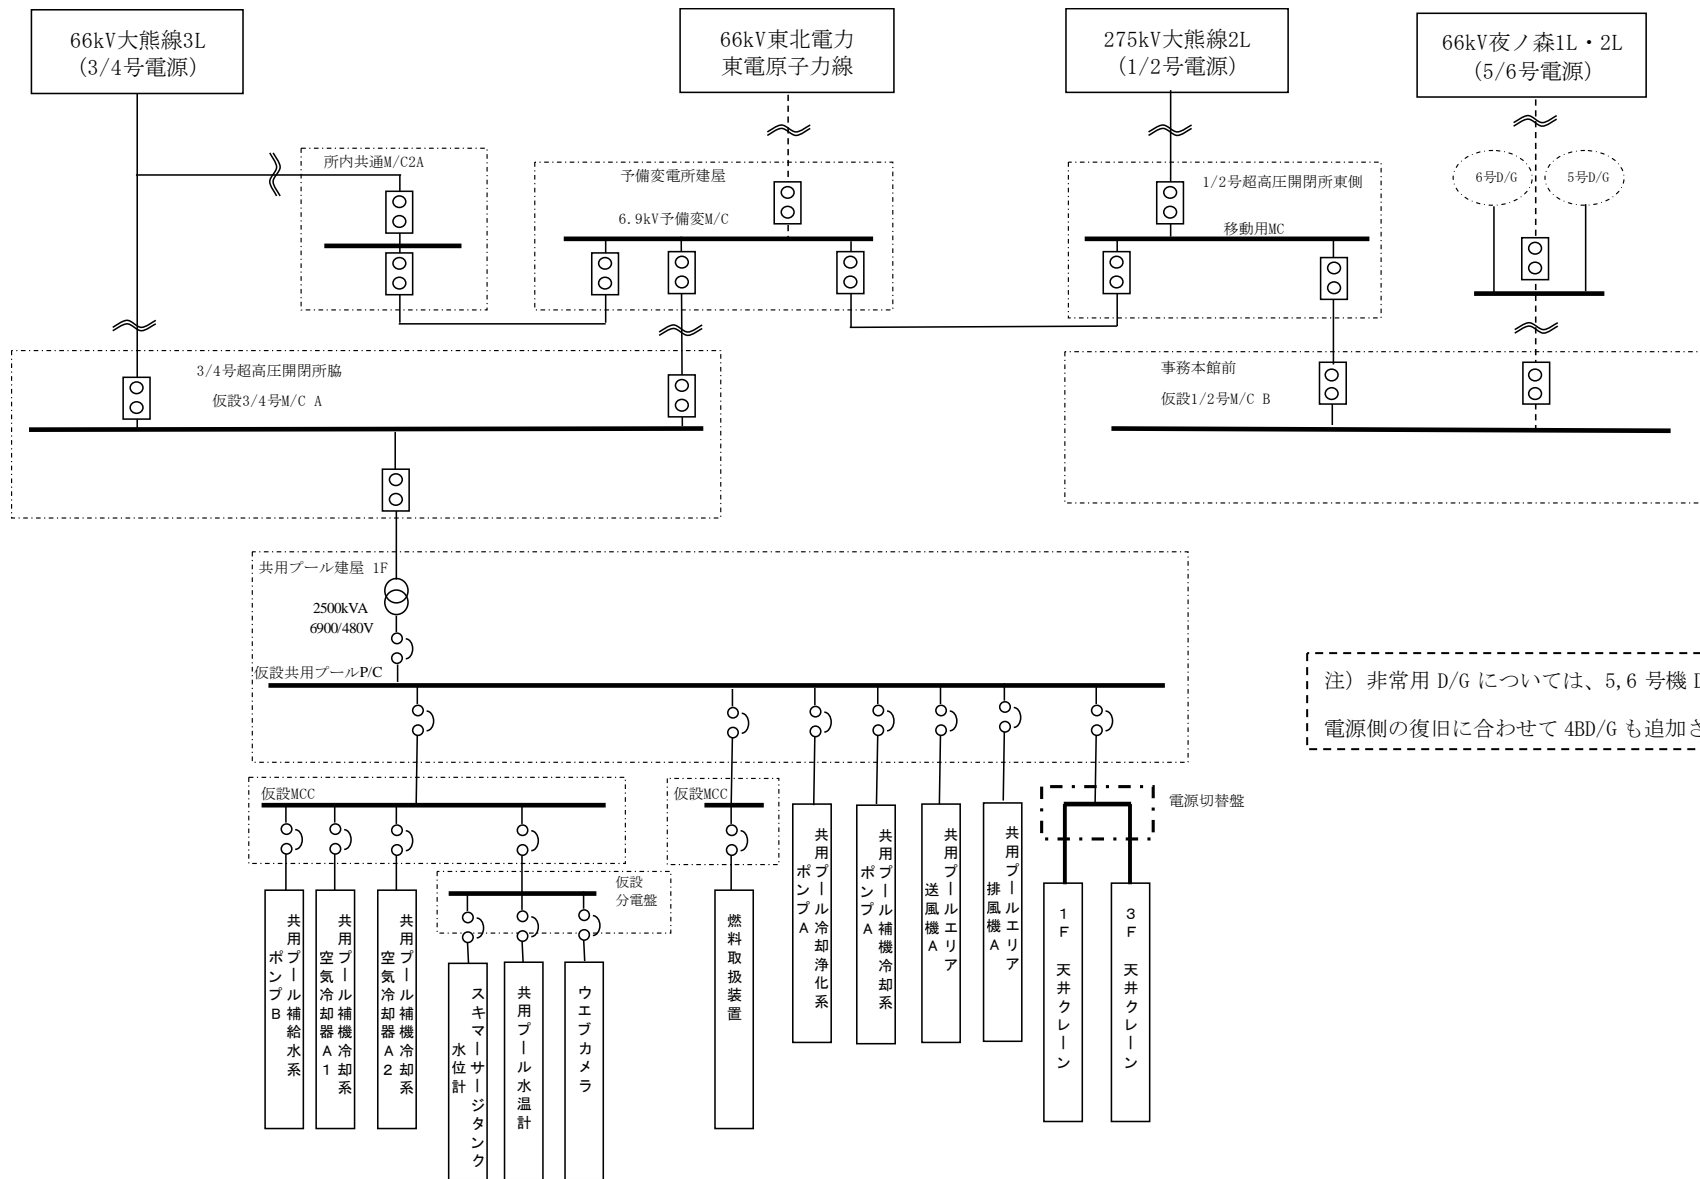 66kV大熊線3L
(3/4号電源)
66kV東北電力
東電原子力線
275kV大熊線2L
(1/2号電源)
66kV夜ノ森1L・2L
(5/6号電源)
所内共通M/C2A
予備変電所建屋
6.9kV予備変M/C
1/2号超高圧開閉所東側
移動用MC
6号D/G
5号D/G
3/4号超高圧開閉所脇
仮設3/4号M/C A
事務本館前
仮設1/2号M/C B
共用プール建屋 1F
2500kVA
6900/480V
仮設共用プールP/C
注）非常用 D/G については、5,6 号機 D
電源側の復旧に合わせて 4BD/G も追加さ
仮設MCC
仮設MCC
電源切替盤
仮設
分電盤
共用プール補給水系
ポンプB
共用プール補機冷却系
空気冷却器A1
共用プール補機冷却系
空気冷却器A2
スキマーサージタンク
水位計
共用プール水温計
ウエブカメラ
燃料取扱装置
共用プール冷却浄化系
ポンプA
共用プール補機冷却系
ポンプA
共用プールエリア
送風機A
共用プールエリア
排風機A
1F 天井クレーン
3F 天井クレーン